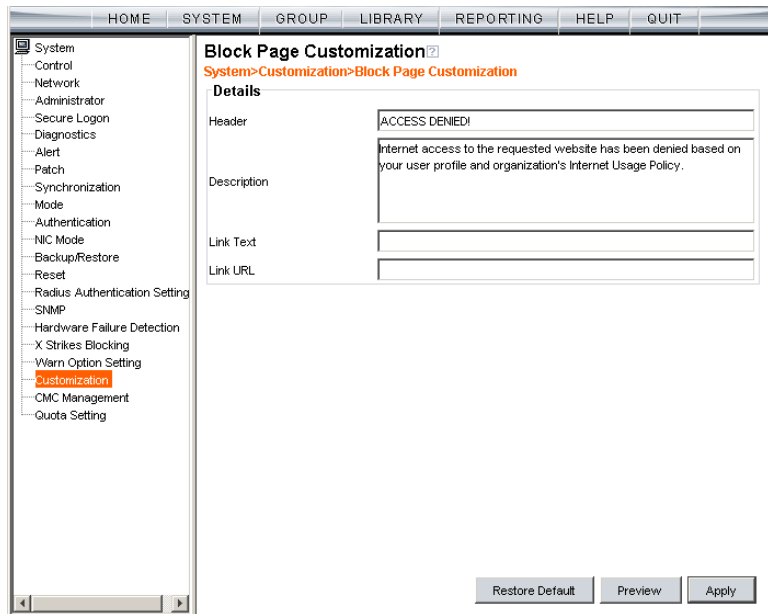 HOME SYSTEM GROUP LIBRARY REPORTING HELP QUIT
System
Control
Network
Administrator
Secure Logon
Diagnostics
Alert
Patch
Synchronization
Mode
Authentication
NIC Mode
Backup/Restore
Reset
Radius Authentication Setting
SNMP
Hardware Failure Detection
X Strikes Blocking
Warn Option Setting
Customization
CMC Management
Quota Setting
Block Page Customization ?
System>Customization>Block Page Customization
Details
Header
ACCESS DENIED!
Description
Internet access to the requested website has been denied based on
your user profile and organization's Internet Usage Policy.
Link Text
Link URL
Restore Default Preview Apply